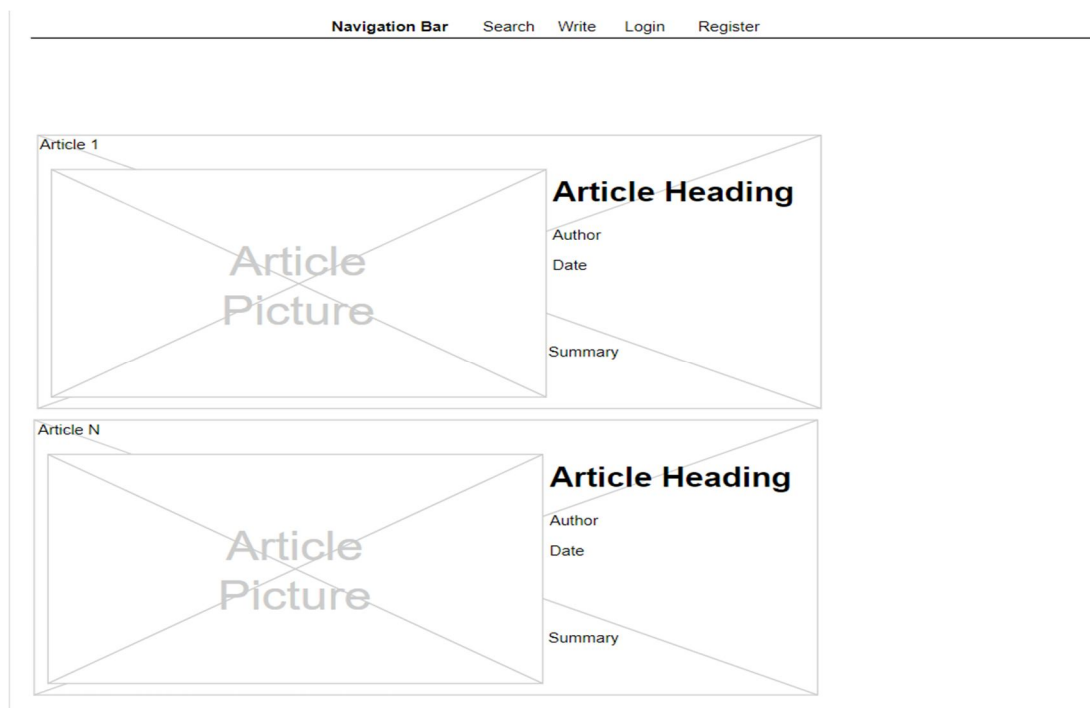 Navigation Bar Search Write Login Register
Article 1
Article Heading
Author
Article
Picture
Date
Summary
Article N
Article Heading
Author
Article
Picture
Date
Summary